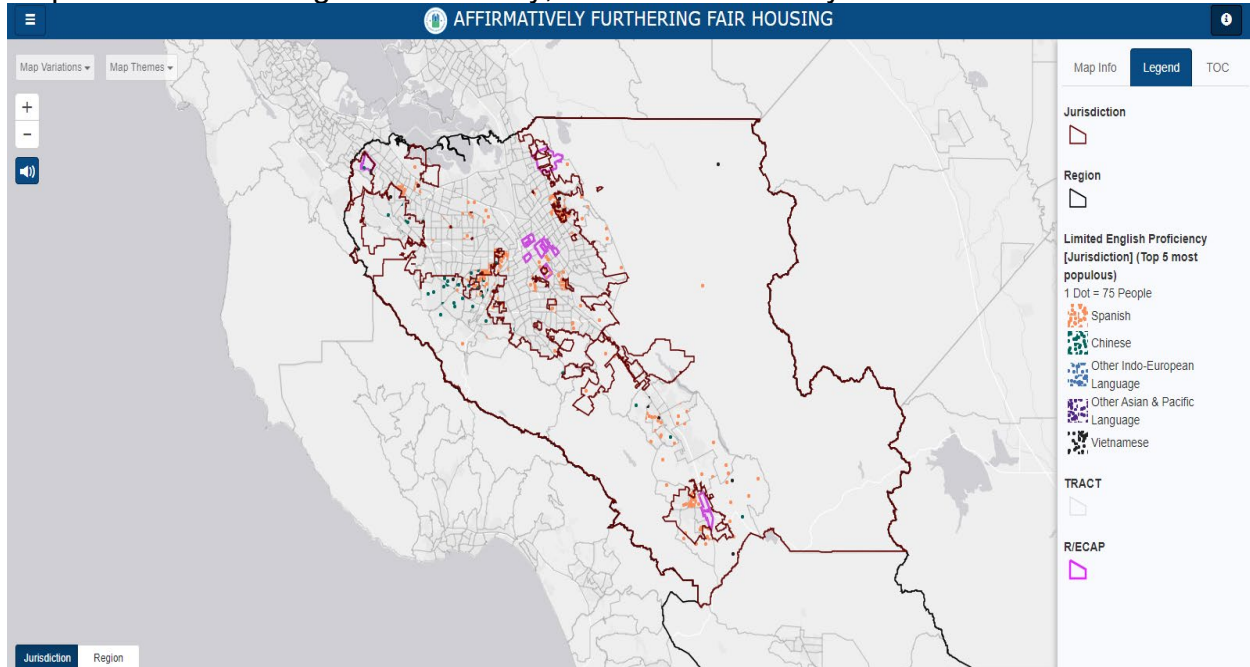 AFFIRMATIVELY FURTHERING FAIR HOUSING
Map Variations
Map Themes
+
−
Map Info
Legend
TOC
Jurisdiction
Region
Limited English Proficiency
[Jurisdiction] (Top 5 most
populous)
1 Dot = 75 People
Spanish
Chinese
Other Indo-European
Language
Other Asian & Pacific
Language
Vietnamese
TRACT
R/ECAP
Jurisdiction
Region